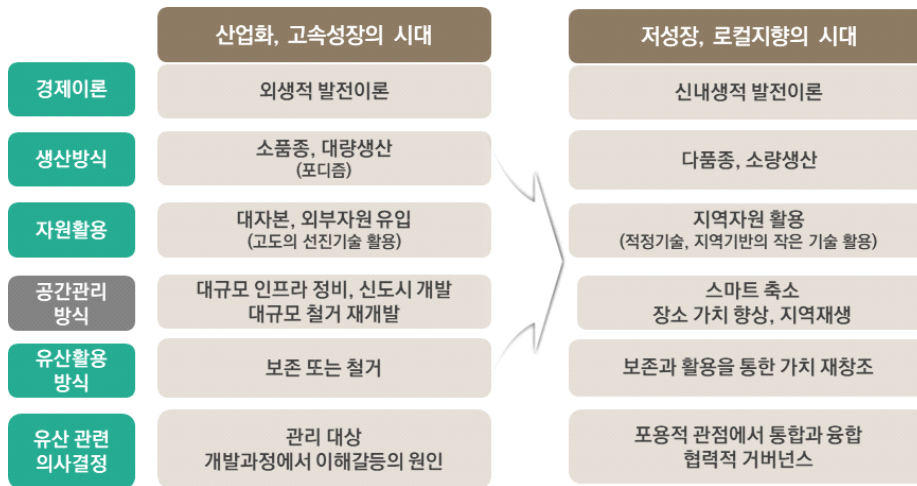 산업화, 고속성장의 시대
저성장, 로컬지향의 시대
경제이론
외생적 발전이론
신내생적 발전이론
생산방식
소품종, 대량생산
(포디즘)
다품종, 소량생산
자원활용
대자본, 외부자원 유입
(고도의 선진기술 활용)
지역자원 활용
(적정기술, 지역기반의 작은 기술 활용)
공간관리
방식
대규모 인프라 정비, 신도시 개발
대규모 철거 재개발
스마트 축소
장소 가치 향상, 지역재생
유산활용
방식
보존 또는 철거
보존과 활용을 통한 가치 재창조
유산 관련
의사결정
관리 대상
개발과정에서 이해갈등의 원인
포용적 관점에서 통합과 융합
협력적 거버넌스